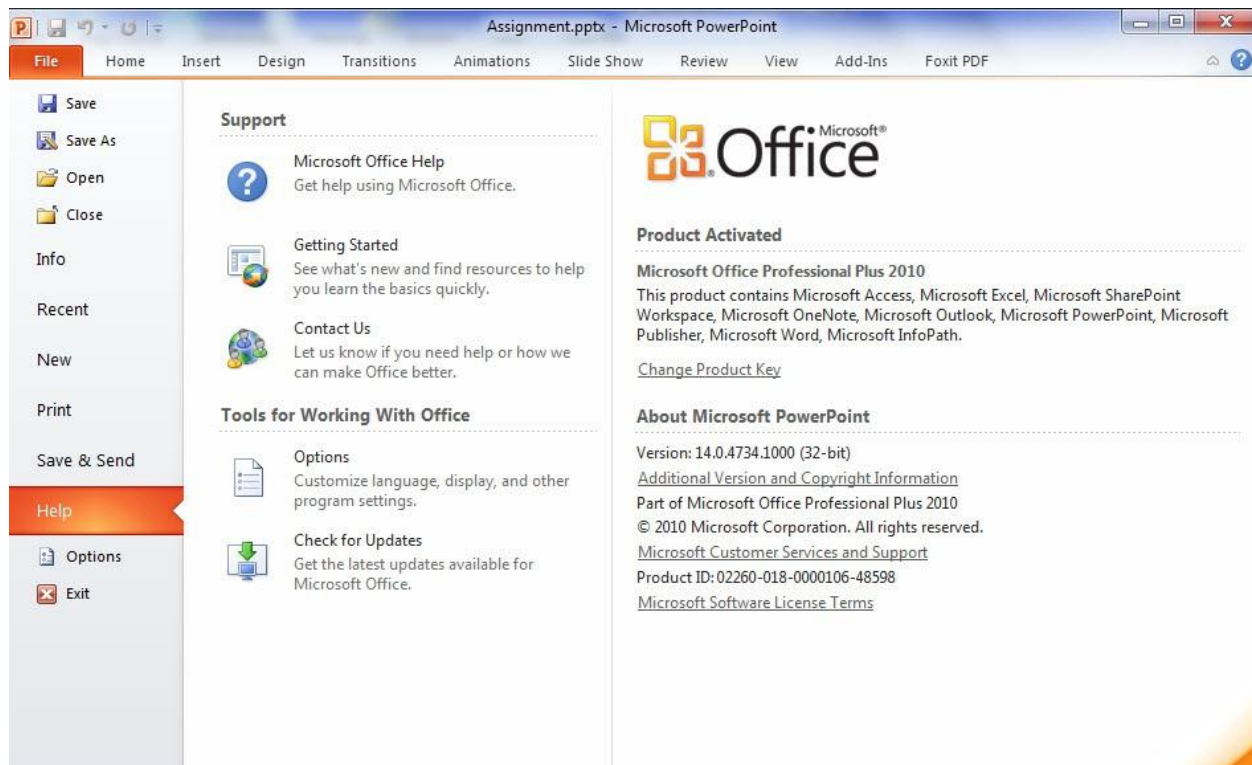 Assignment.pptx - Microsoft PowerPoint
File Home Insert Design Transitions Animations Slide Show Review View Add-Ins Foxit PDF
Save
Save As
Open
Close
Info
Recent
New
Print
Save & Send
Help
Options
Exit
Support
Microsoft Office Help
Get help using Microsoft Office.
Getting Started
See what's new and find resources to help
you learn the basics quickly.
Contact Us
Let us know if you need help or how we
can make Office better.
Tools for Working With Office
Options
Customize language, display, and other
program settings.
Check for Updates
Get the latest updates available for
Microsoft Office.
Microsoft®
Office
Product Activated
Microsoft Office Professional Plus 2010
This product contains Microsoft Access, Microsoft Excel, Microsoft SharePoint
Workspace, Microsoft OneNote, Microsoft Outlook, Microsoft PowerPoint, Microsoft
Publisher, Microsoft Word, Microsoft InfoPath.
Change Product Key
About Microsoft PowerPoint
Version: 14.0.4734.1000 (32-bit)
Additional Version and Copyright Information
Part of Microsoft Office Professional Plus 2010
© 2010 Microsoft Corporation. All rights reserved.
Microsoft Customer Services and Support
Product ID: 02260-018-0000106-48598
Microsoft Software License Terms